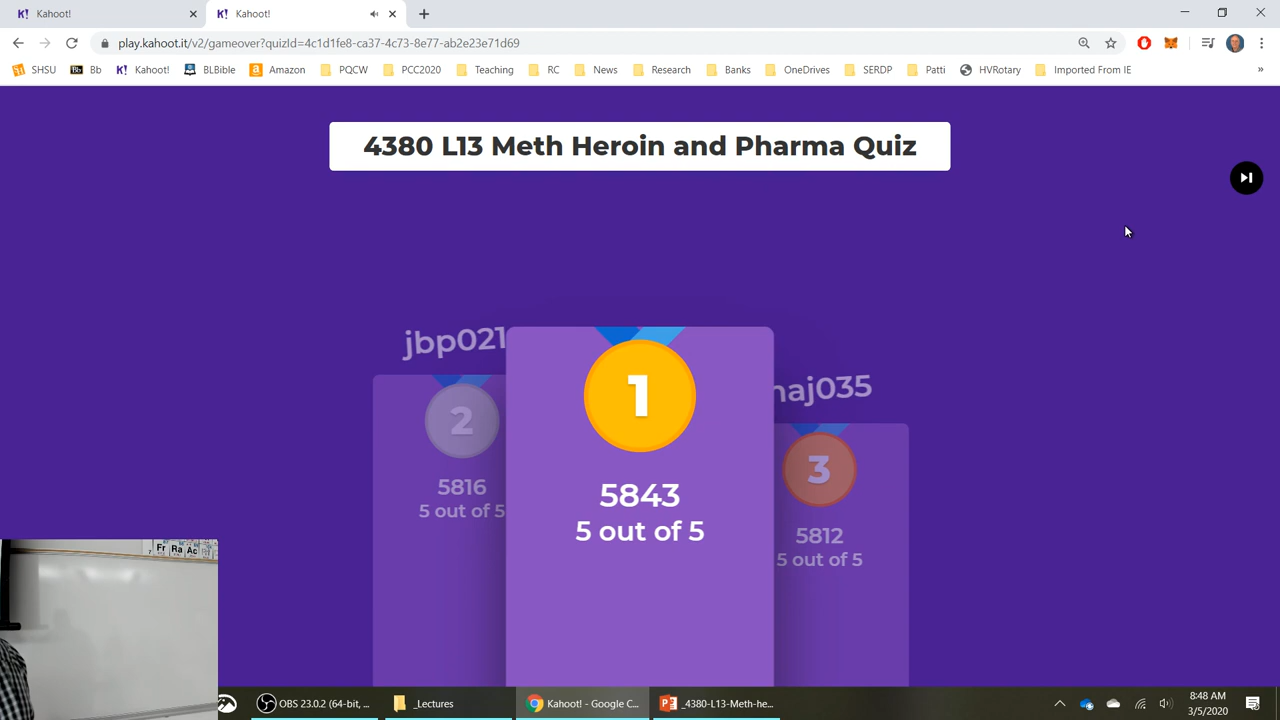 Kahoot!
Kahoot!
play.kahoot.it/v2/gameover?quizId=4c1d1fe8-ca37-4c73-8e77-ab2e23e71d69
SHSU
Bb
Kahoot!
BLBible
Amazon
PQCW
PCC2020
Teaching
RC
News
Research
Banks
OneDrives
SERDP
Patti
HVRotary
Imported From IE
»
4380 L13 Meth Heroin and Pharma Quiz
jbp021
1
2
naj035
3
5816
5 out of 5
5843
5 out of 5
5812
5 out of 5
Fr Ra Ac
OBS 23.0.2 (64-bit, ...
_Lectures
Kahoot! - Google C...
_4380-L13-Meth-he...
8:48 AM
3/5/2020